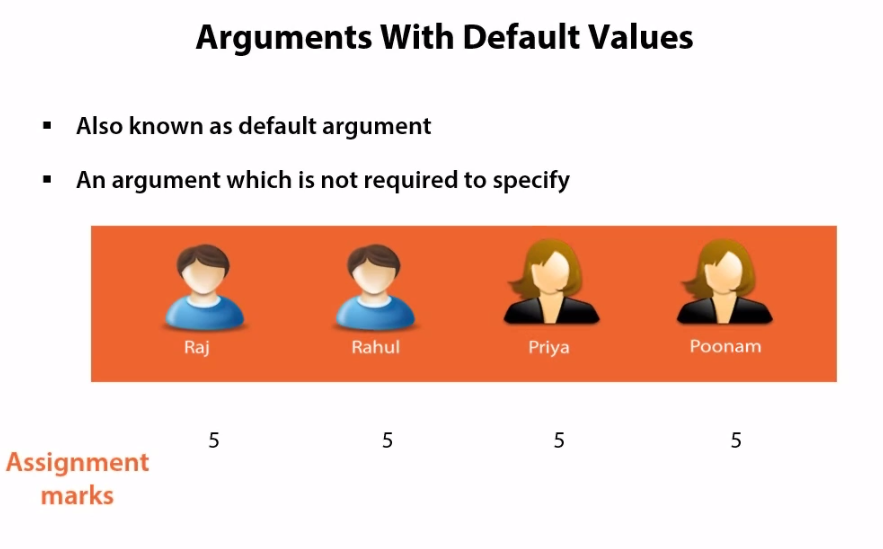 Arguments With Default Values
▪ Also known as default argument
▪ An argument which is not required to specify
Raj Rahul Priya Poonam
5 5 5 5
Assignment
marks